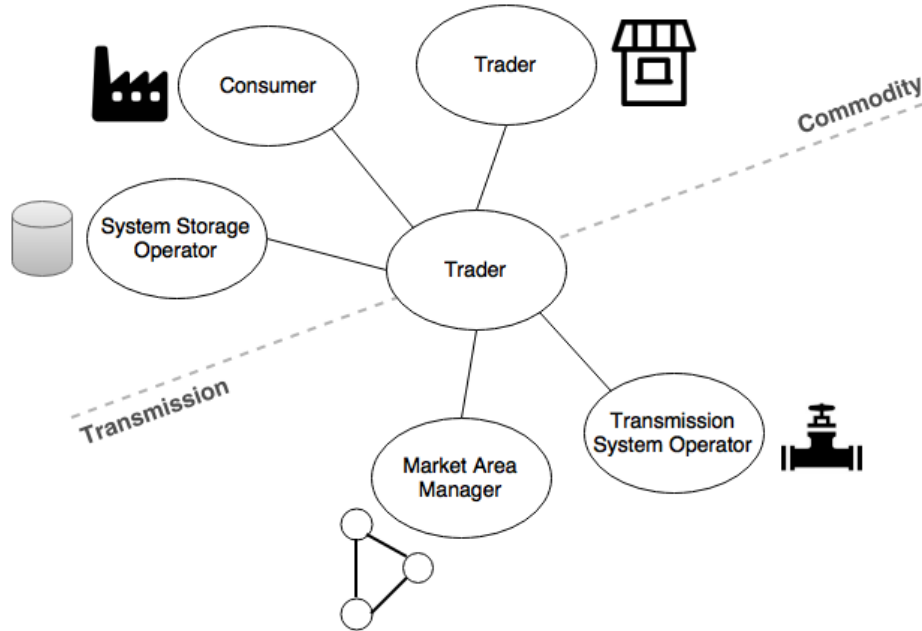 Consumer
Trader
Commodity
System Storage
Operator
Trader
Transmission
Transmission
System Operator
Market Area
Manager